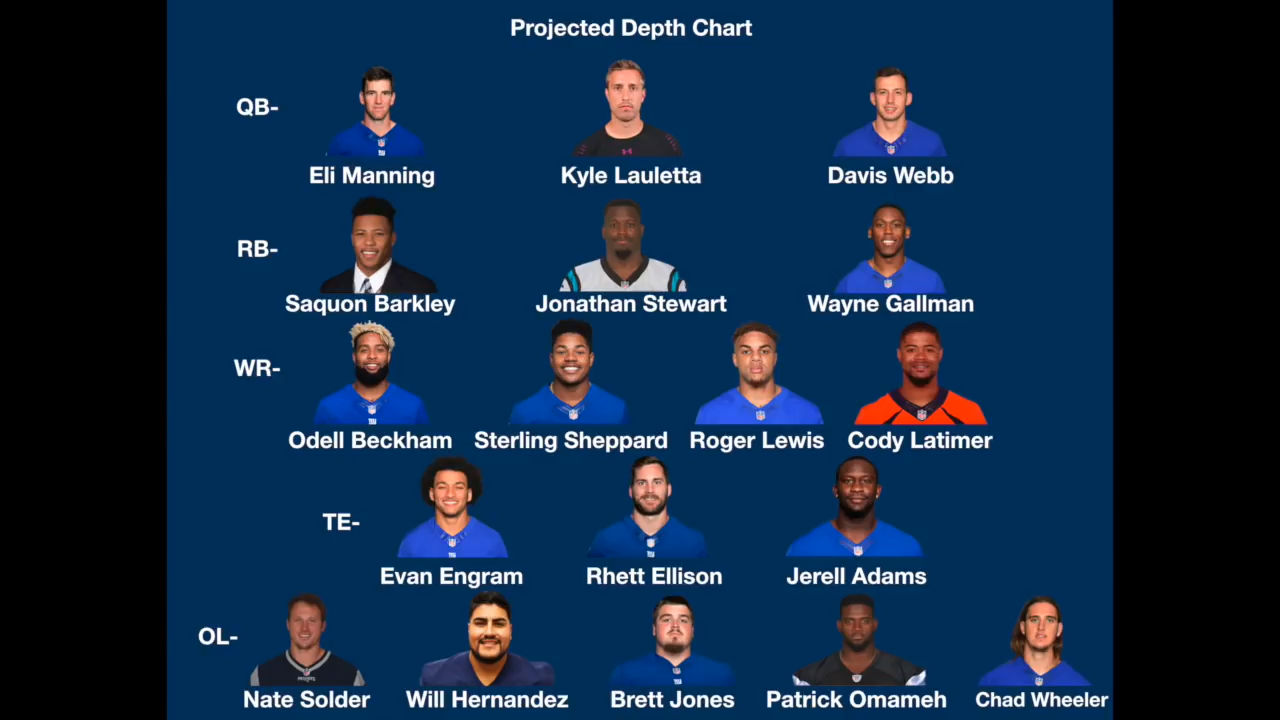 Projected Depth Chart
QB-
Eli Manning Kyle Lauletta Davis Webb
RB-
Saquon Barkley Jonathan Stewart Wayne Gallman
WR-
Odell Beckham Sterling Sheppard Roger Lewis Cody Latimer
TE-
Evan Engram Rhett Ellison Jerell Adams
OL-
Nate Solder Will Hernandez Brett Jones Patrick Omameh Chad Wheeler